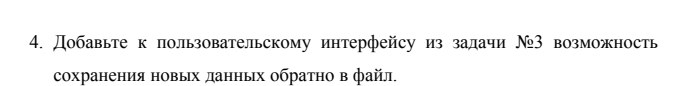 4. Добавьте к пользовательскому интерфейсу из задачи №3 возможность
сохранения новых данных обратно в файл.